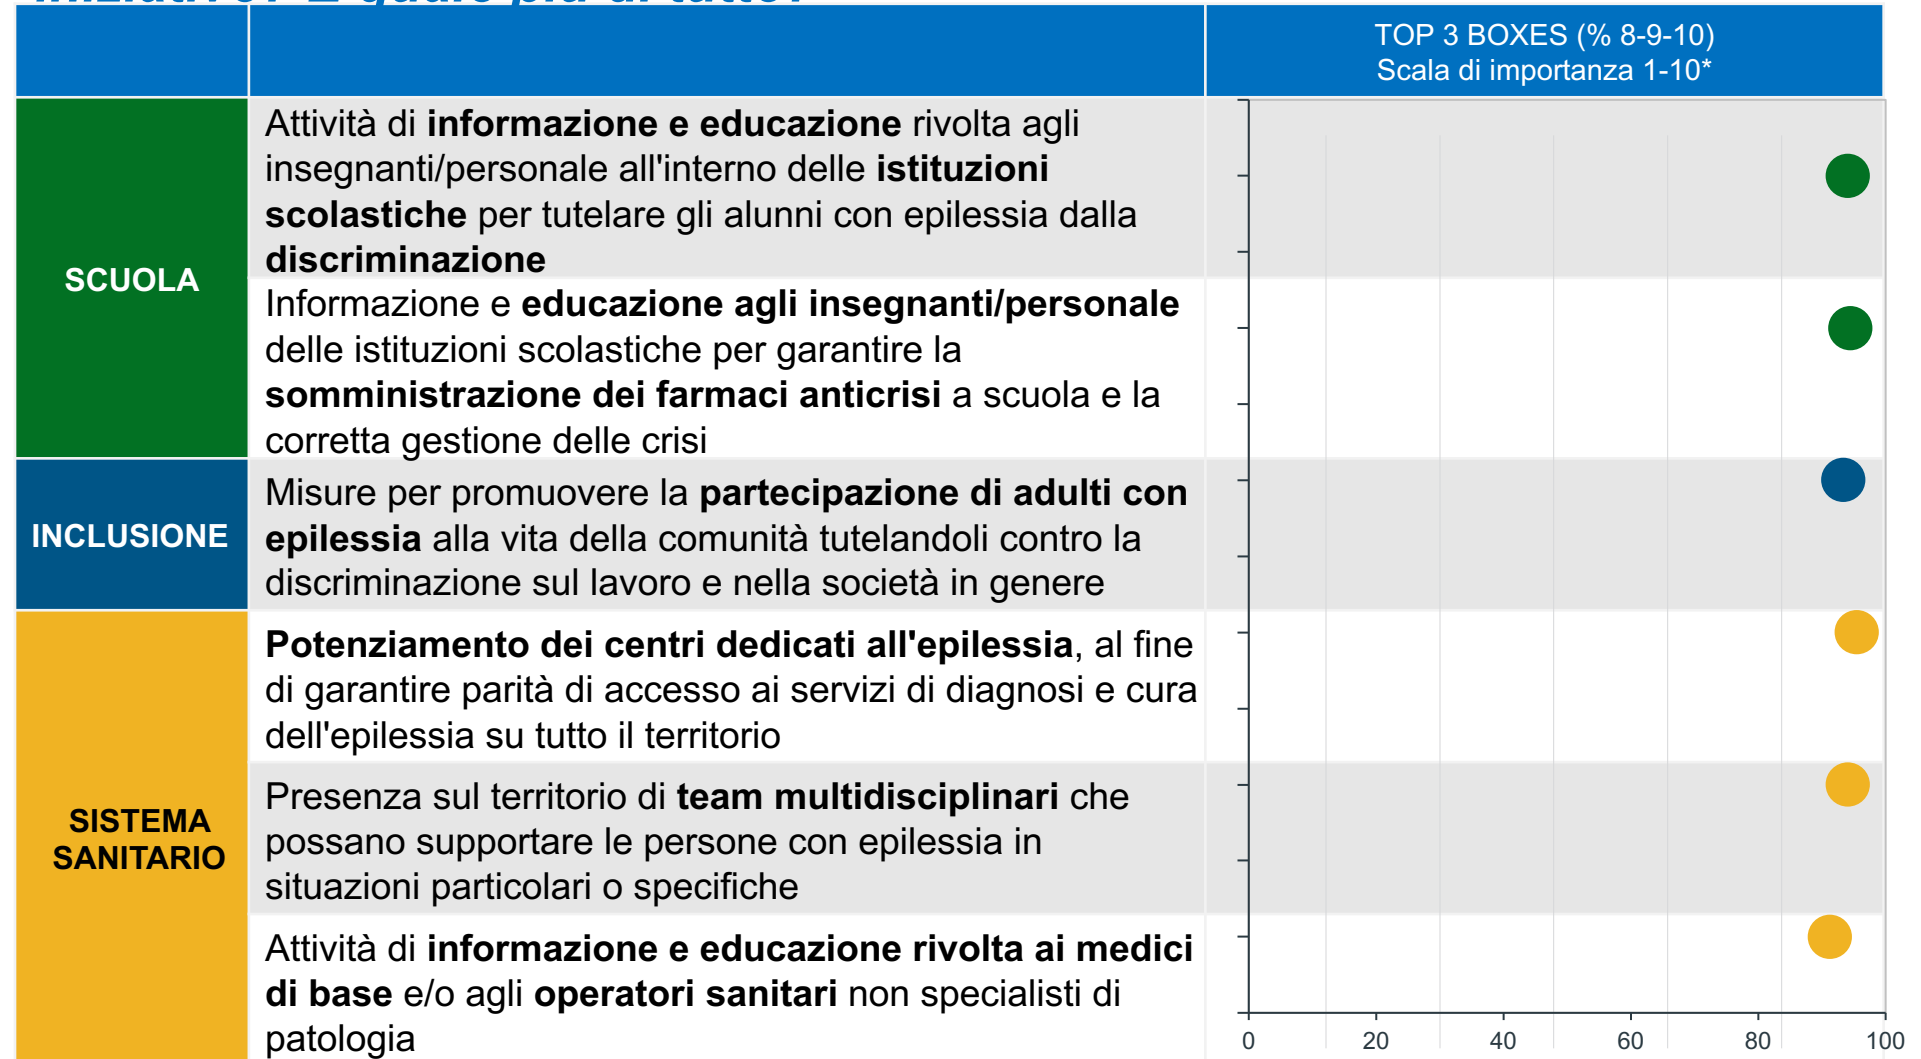 TOP 3 BOXES (% 8-9-10)
Scala di importanza 1-10*
SCUOLA
Attività di informazione e educazione rivolta agli
insegnanti/personale all'interno delle istituzioni
scolastiche per tutelare gli alunni con epilessia dalla
discriminazione
Informazione e educazione agli insegnanti/personale
delle istituzioni scolastiche per garantire la
somministrazione dei farmaci anticrisi a scuola e la
corretta gestione delle crisi
INCLUSIONE
Misure per promuovere la partecipazione di adulti con
epilessia alla vita della comunità tutelandoli contro la
discriminazione sul lavoro e nella società in genere
SISTEMA
SANITARIO
Potenziamento dei centri dedicati all'epilessia, al fine
di garantire parità di accesso ai servizi di diagnosi e cura
dell'epilessia su tutto il territorio
Presenza sul territorio di team multidisciplinari che
possano supportare le persone con epilessia in
situazioni particolari o specifiche
Attività di informazione e educazione rivolta ai medici
di base e/o agli operatori sanitari non specialisti di
patologia
0 20 40 60 80 100